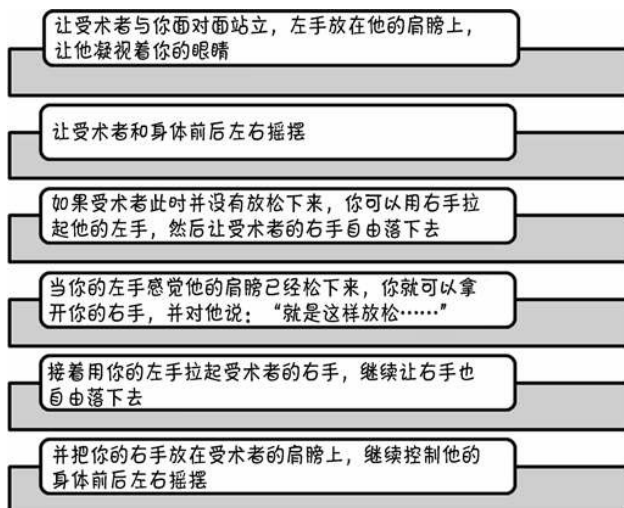 让受术者与你面对面站立，左手放在他的肩膀上，
让他凝视着你的眼睛
让受术者和身体前后左右摇摆
如果受术者此时并没有放松下来，你可以用右手拉
起他的左手，然后让受术者的右手自由落下去
当你的左手感觉他的肩膀已经松下来，你就可以拿
开你的右手，并对他说：“就是这样放松……”
接着用你的左手拉起受术者的右手，继续让右手也
自由落下去
并把你的右手放在受术者的肩膀上，继续控制他的
身体前后左右摇摆